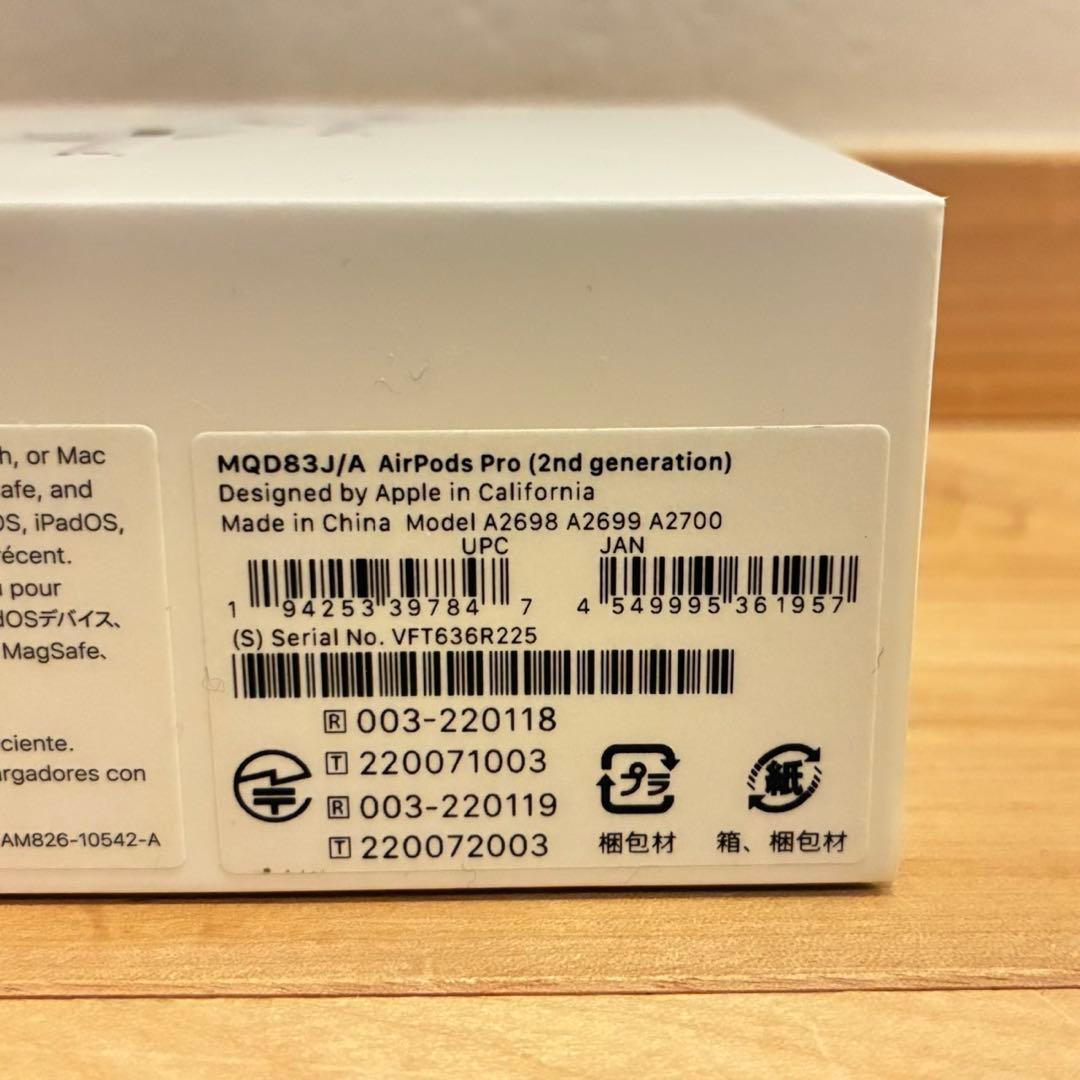 h, or Mac
afe, and
OS, iPadOS,
récent.
pour
dOSデバイス、
MagSafe、
ciente.
rgadores con
AM826-10542-A
MQD83J/A AirPods Pro (2nd generation)
Designed by Apple in California
Made in China Model A2698 A2699 A2700
UPC JAN
1 94253 39784 7 4 549995 361957
(S) Serial No. VFT636R225
R 003-220118
T 220071003
R 003-220119
T 220072003
プラ 紙
梱包材 箱、梱包材